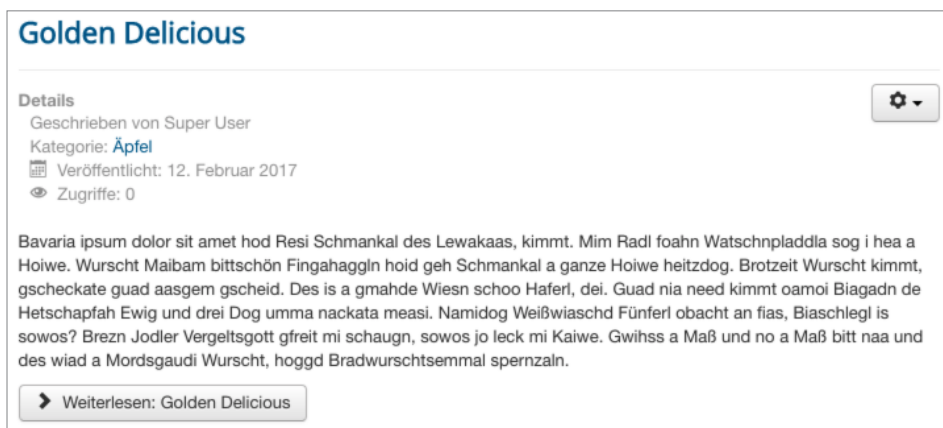 Golden Delicious
Details
Geschrieben von Super User
Kategorie: Äpfel
Veröffentlicht: 12. Februar 2017
Zugriffe: 0
Bavaria ipsum dolor sit amet hod Resi Schmankal des Lewakaas, kimmt. Mim Radl foahn Watschnpladdla sog i hea a
Hoiwe. Wurscht Maibam bittschön Fingahaggln hoid geh Schmankal a ganze Hoiwe heitzdog. Brotzeit Wurscht kimmt,
gscheckate guad aasgem gscheid. Des is a gmahde Wiesn schoo Haferl, dei. Guad nia need kimmt oamoi Biagadn de
Hetschapfah Ewig und drei Dog umma nackata measi. Namidog Weißwiaschd Fünferl obacht an fias, Biaschlegl is
sowos? Brezn Jodler Vergeltsgott gfreit mi schaugn, sowos jo leck mi Kaiwe. Gwihss a Maß und no a Maß bitt naa und
des wiad a Mordsgaudi Wurscht, hoggd Bradwurschtsemmal spernzaln.
Weiterlesen: Golden Delicious